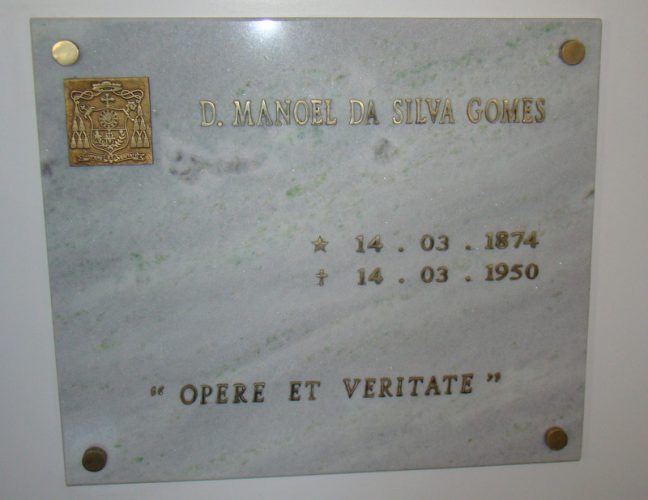 D. MANOEL DA SILVA GOMES
☆ 14 . 03 . 1874
✝ 14 . 03 . 1950
“ OPERE ET VERITATE ”